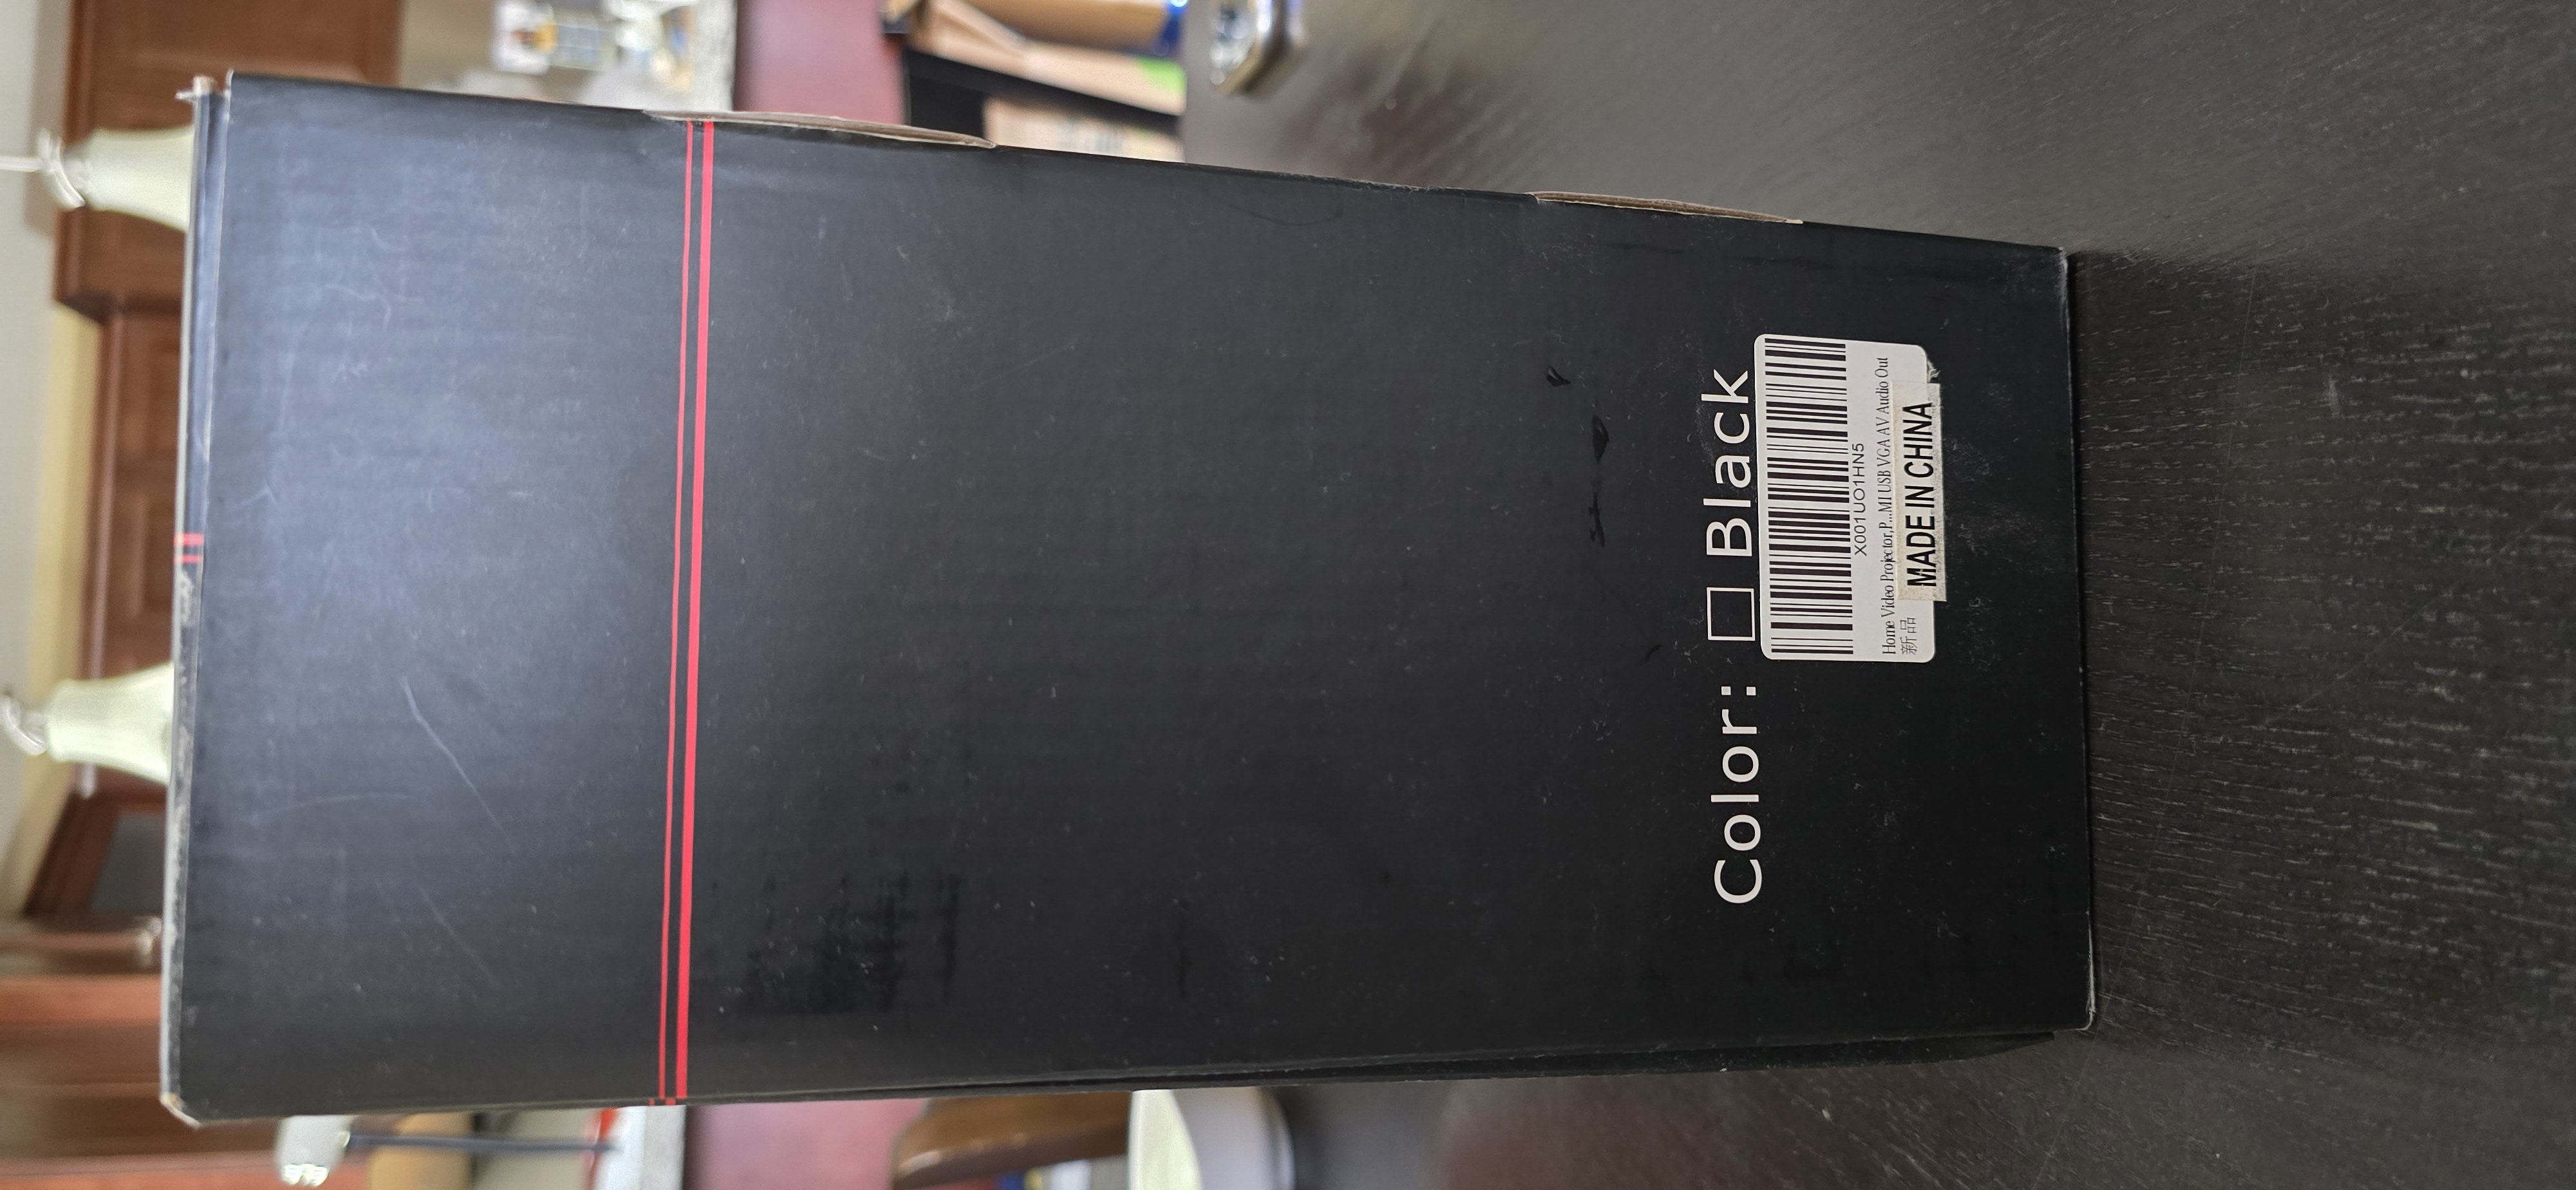 Color: □ Black
X001UO1HN5
Home Video Projector,P...MI USB VGA AV Audio Out
新品
MADE IN CHINA